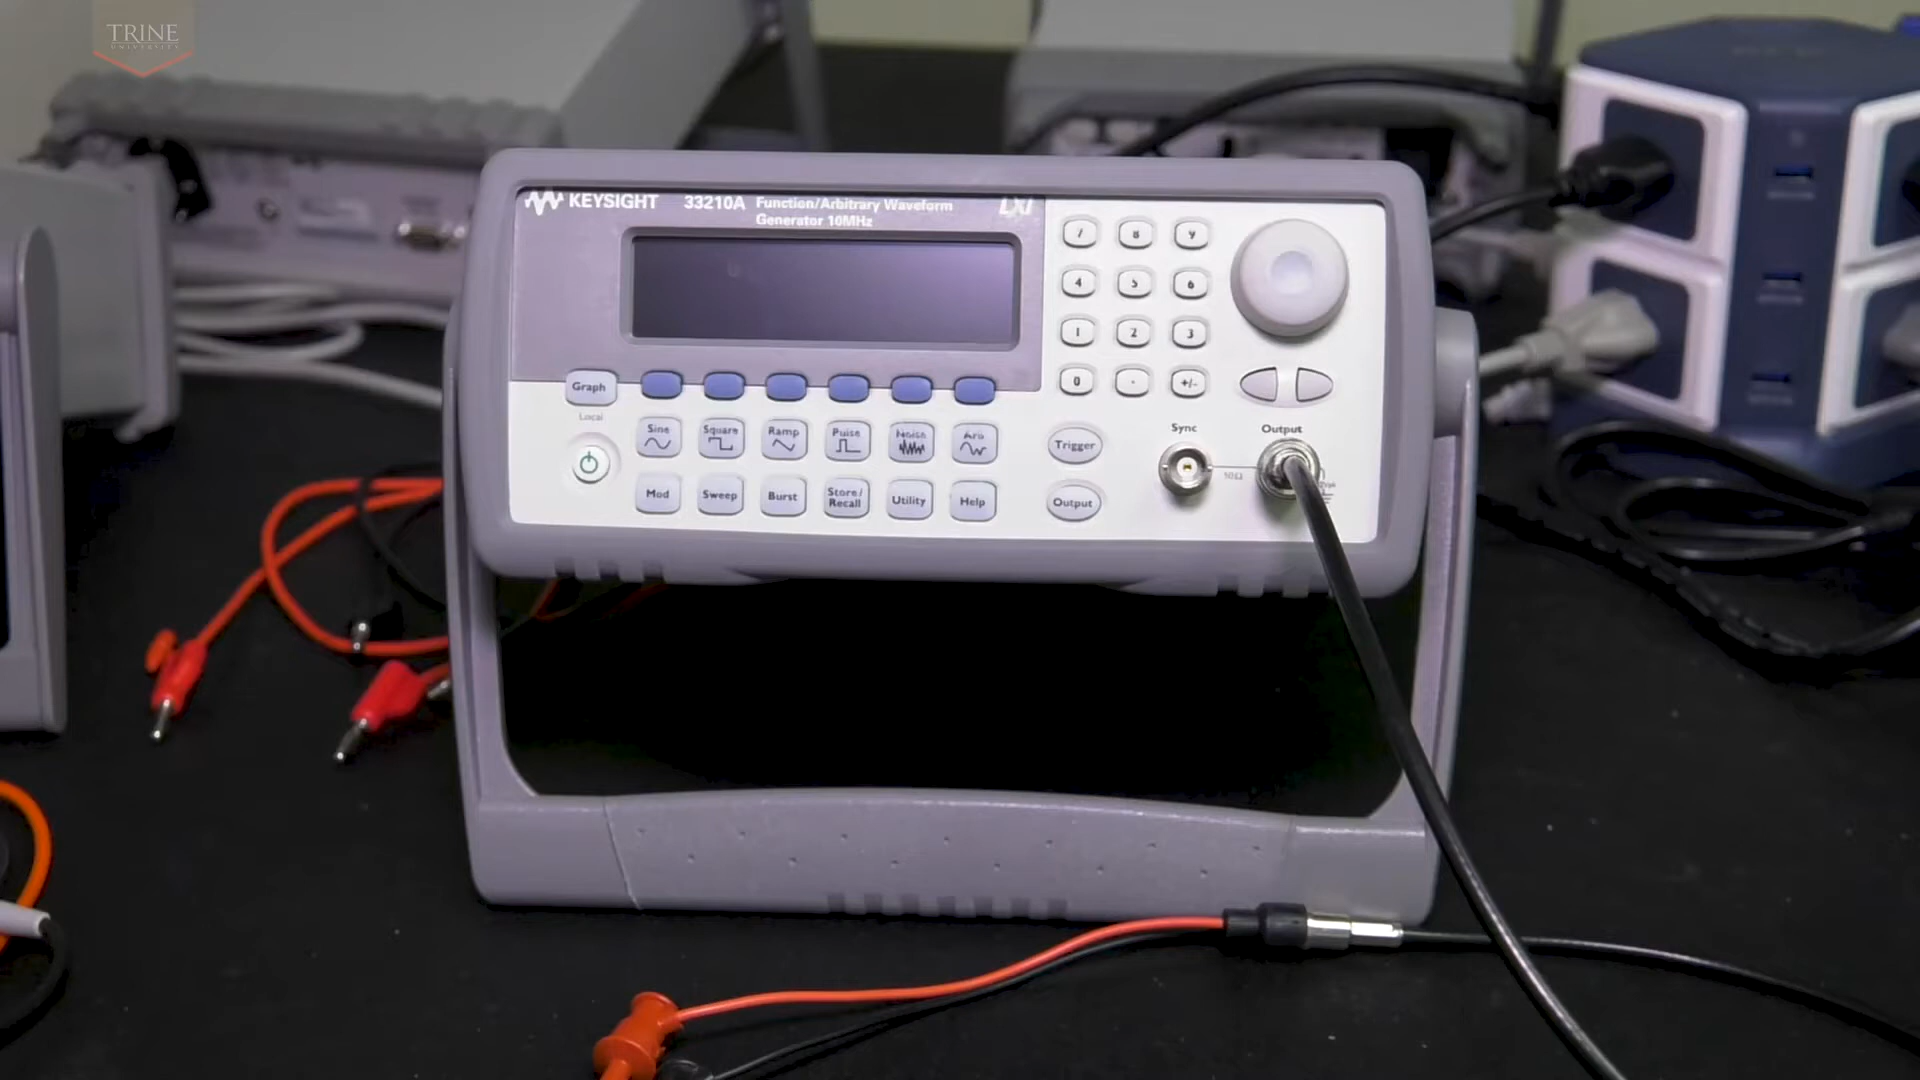 TRINE
UNIVERSITY
KEYSIGHT 33210A Function/Arbitrary Waveform
Generator 10MHz
LXI
7 8 9
4 5 6
1 2 3
0 . +/-
Graph
Local
Sine Square Ramp Pulse Noise Arb
Mod Sweep Burst Store/
Recall Utility Help
Trigger
Output
Sync
Output
50Ω